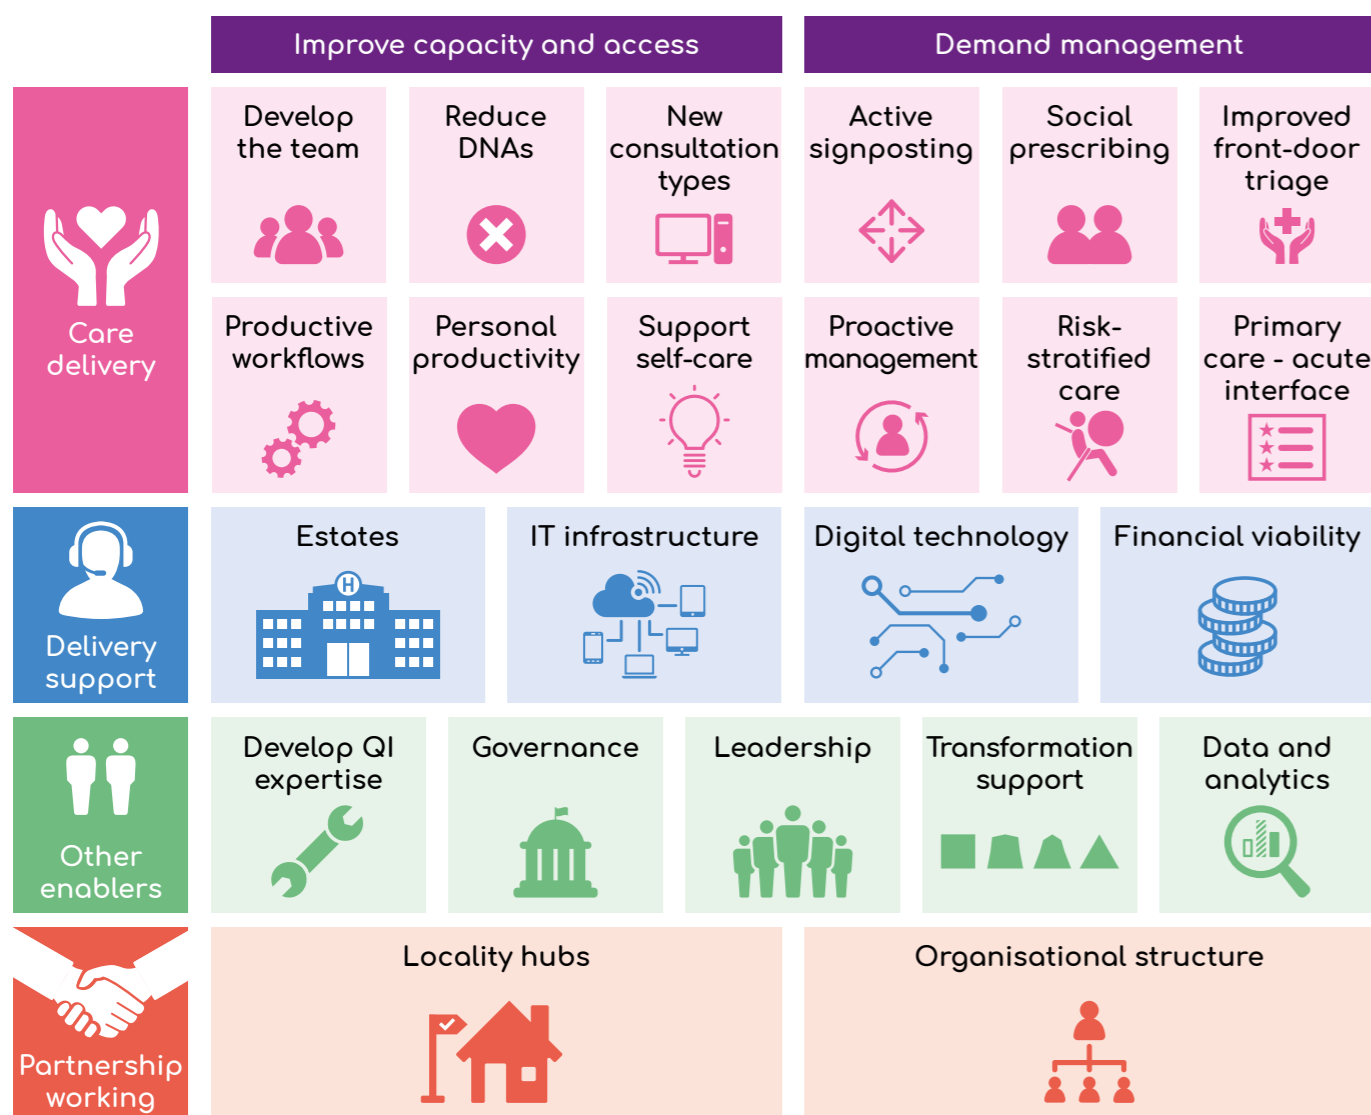 Improve capacity and access
Demand management
Care
delivery
Develop
the team
Reduce
DNAs
New
consultation
types
Active
signposting
Social
prescribing
Improved
front-door
triage
Productive
workflows
Personal
productivity
Support
self-care
Proactive
management
Risk-
stratified
care
Primary
care - acute
interface
Delivery
support
Estates
H
IT infrastructure
Digital technology
Financial viability
Other
enablers
Develop QI
expertise
Governance
Leadership
Transformation
support
Data and
analytics
Partnership
working
Locality hubs
Organisational structure